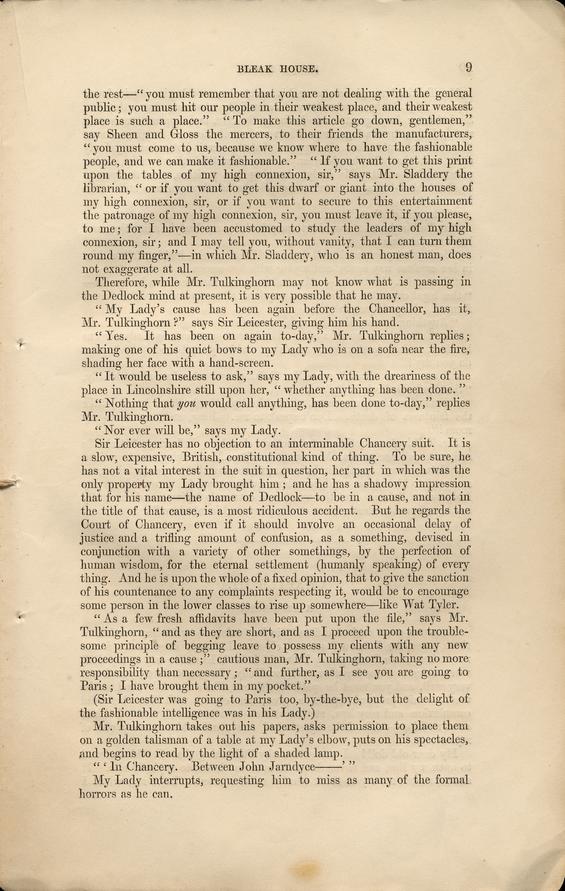 BLEAK HOUSE. 9
the rest—“you must remember that you are not dealing with the general
public; you must hit our people in their weakest place, and their weakest
place is such a place.” “To make this article go down, gentlemen,”
say Sheen and Gloss the mercers, to their friends the manufacturers,
“you must come to us, because we know where to have the fashionable
people, and we can make it fashionable.” “If you want to get this print
upon the tables of my high connexion, sir,” says Mr. Sladdery the
librarian, “or if you want to get this dwarf or giant into the houses of
my high connexion, sir, or if you want to secure to this entertainment
the patronage of my high connexion, sir, you must leave it, if you please,
to me; for I have been accustomed to study the leaders of my high
connexion, sir; and I may tell you, without vanity, that I can turn them
round my finger,”—in which Mr. Sladdery, who is an honest man, does
not exaggerate at all.
Therefore, while Mr. Tulkinghorn may not know what is passing in
the Dedlock mind at present, it is very possible that he may.
“My Lady’s cause has been again before the Chancellor, has it,
Mr. Tulkinghorn?” says Sir Leicester, giving him his hand.
“Yes. It has been on again to-day,” Mr. Tulkinghorn replies;
making one of his quiet bows to my Lady who is on a sofa near the fire,
shading her face with a hand-screen.
“It would be useless to ask,” says my Lady, with the dreariness of the
place in Lincolnshire still upon her, “whether anything has been done.”
“Nothing that you would call anything, has been done to-day,” replies
Mr. Tulkinghorn.
“Nor ever will be,” says my Lady.
Sir Leicester has no objection to an interminable Chancery suit. It is
a slow, expensive, British, constitutional kind of thing. To be sure, he
has not a vital interest in the suit in question, her part in which was the
only property my Lady brought him; and he has a shadowy impression
that for his name—the name of Dedlock—to be in a cause, and not in
the title of that cause, is a most ridiculous accident. But he regards the
Court of Chancery, even if it should involve an occasional delay of
justice and a trifling amount of confusion, as a something, devised in
conjunction with a variety of other somethings, by the perfection of
human wisdom, for the eternal settlement (humanly speaking) of every
thing. And he is upon the whole of a fixed opinion, that to give the sanction
of his countenance to any complaints respecting it, would be to encourage
some person in the lower classes to rise up somewhere—like Wat Tyler.
“As a few fresh affidavits have been put upon the file,” says Mr.
Tulkinghorn, “and as they are short, and as I proceed upon the trouble-
some principle of begging leave to possess my clients with any new
proceedings in a cause;” cautious man, Mr. Tulkinghorn, taking no more
responsibility than necessary; “and further, as I see you are going to
Paris; I have brought them in my pocket.”
(Sir Leicester was going to Paris too, by-the-bye, but the delight of
the fashionable intelligence was in his Lady.)
Mr. Tulkinghorn takes out his papers, asks permission to place them
on a golden talisman of a table at my Lady’s elbow, puts on his spectacles,
and begins to read by the light of a shaded lamp.
“‘In Chancery. Between John Jarndyce——’”
My Lady interrupts, requesting him to miss as many of the formal
horrors as he can.